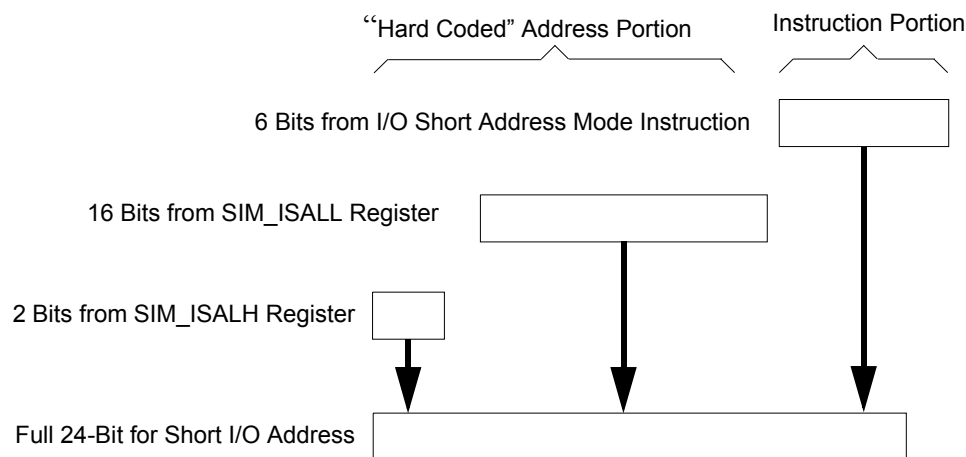 “Hard Coded” Address Portion
Instruction Portion
6 Bits from I/O Short Address Mode Instruction
16 Bits from SIM_ISALL Register
2 Bits from SIM_ISALH Register
Full 24-Bit for Short I/O Address